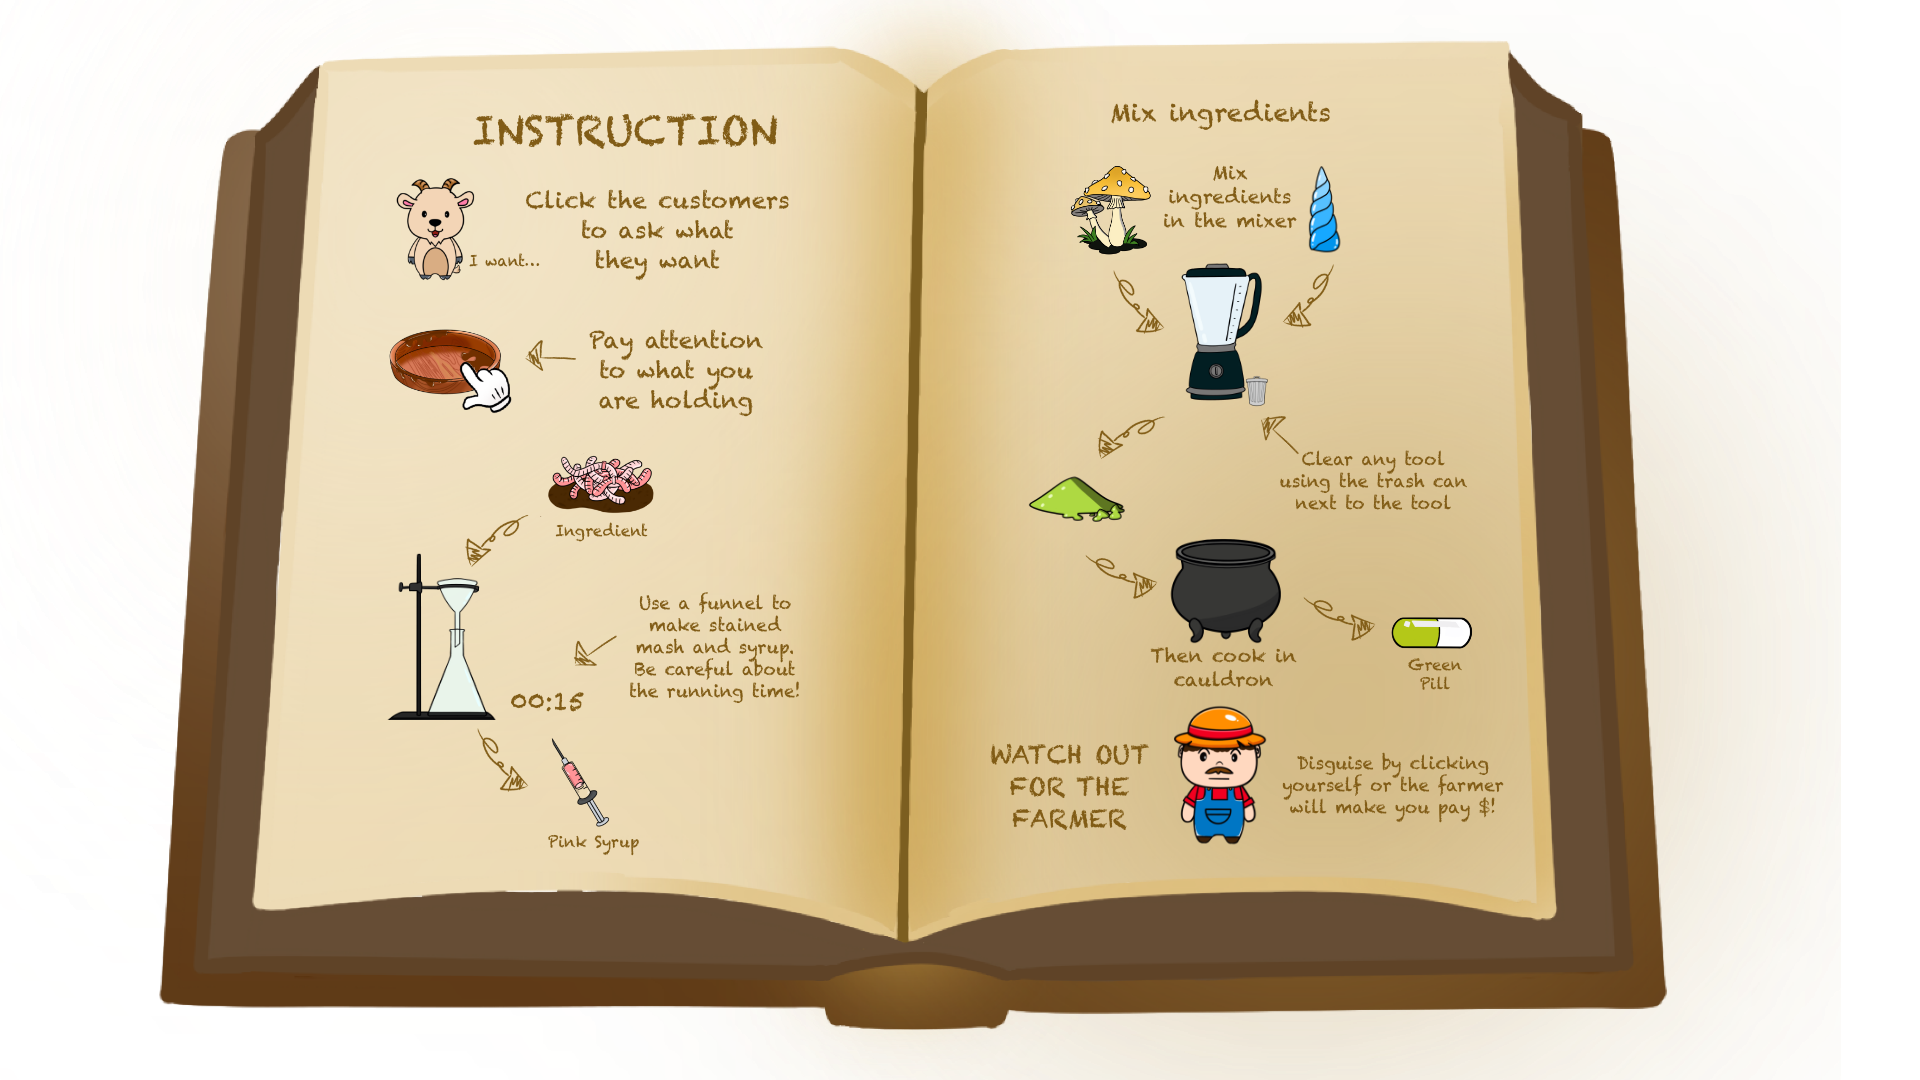 INSTRUCTION
Click the customers
to ask what
they want
I want...
Pay attention
to what you
are holding
Ingredient
Use a funnel to
make stained
mash and syrup.
Be careful about
the running time!
00:15
Pink Syrup
Mix ingredients
Mix
ingredients
in the mixer
Clear any tool
using the trash can
next to the tool
Then cook in
cauldron
Green
Pill
WATCH OUT
FOR THE
FARMER
Disguise by clicking
yourself or the farmer
will make you pay $!